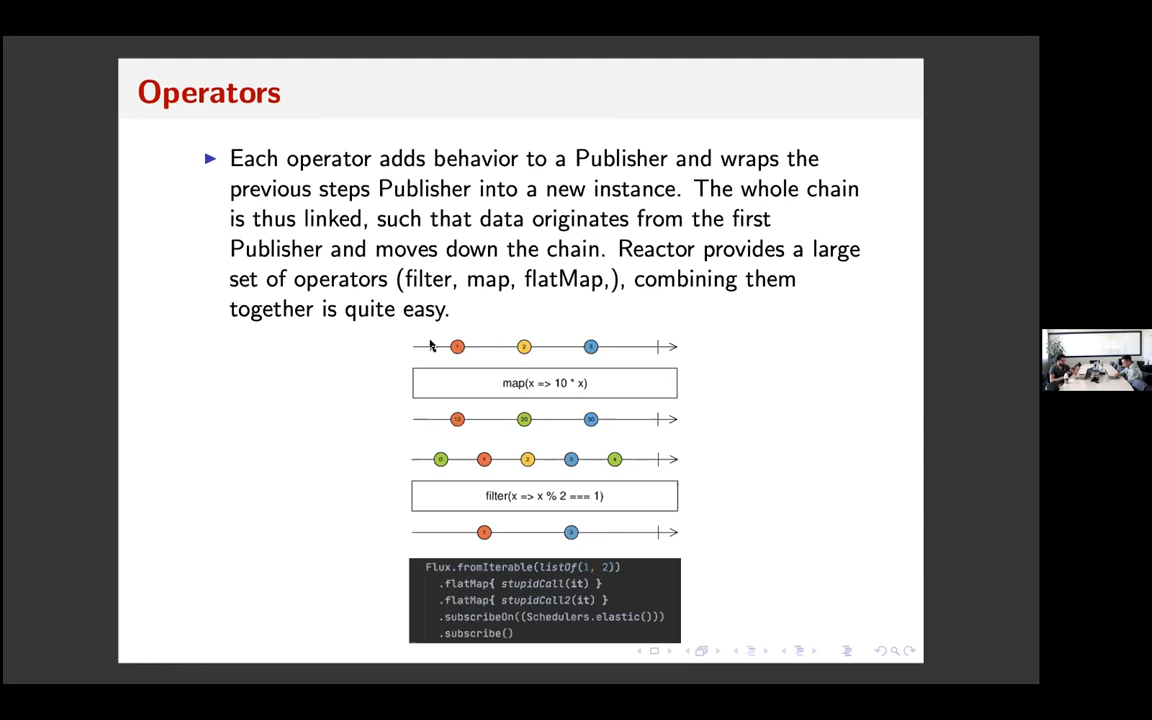 Operators
Each operator adds behavior to a Publisher and wraps the
previous steps Publisher into a new instance. The whole chain
is thus linked, such that data originates from the first
Publisher and moves down the chain. Reactor provides a large
set of operators (filter, map, flatMap,), combining them
together is quite easy.
1 2 3
map(x => 10 * x)
10 20 30
0 1 2 3 4
filter(x => x % 2 === 1)
1 3
Flux.fromIterable(listOf(1, 2))
.flatMap{ stupidCall(it) }
.flatMap{ stupidCall2(it) }
.subscribeOn((Schedulers.elastic()))
.subscribe()